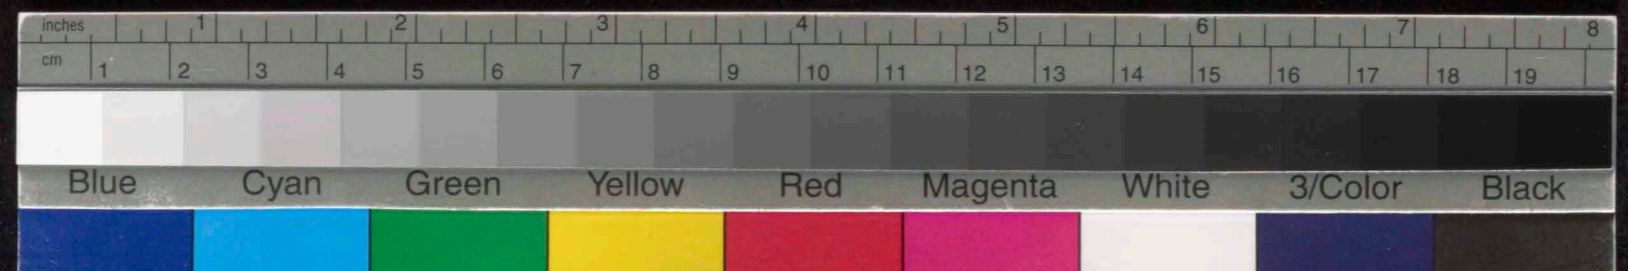 inches 1 2 3 4 5 6 7 8
cm 1 2 3 4 5 6 7 8 9 10 11 12 13 14 15 16 17 18 19
Blue Cyan Green Yellow Red Magenta White 3/Color Black